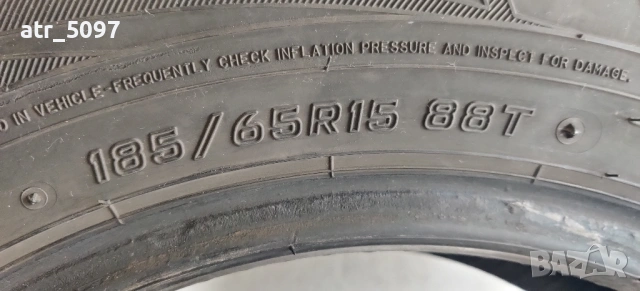 atr_5097
D IN VEHICLE-FREQUENTLY CHECK INFLATION PRESSURE AND INSPECT FOR DAMAGE.
185/65R15 88T
BAZAR